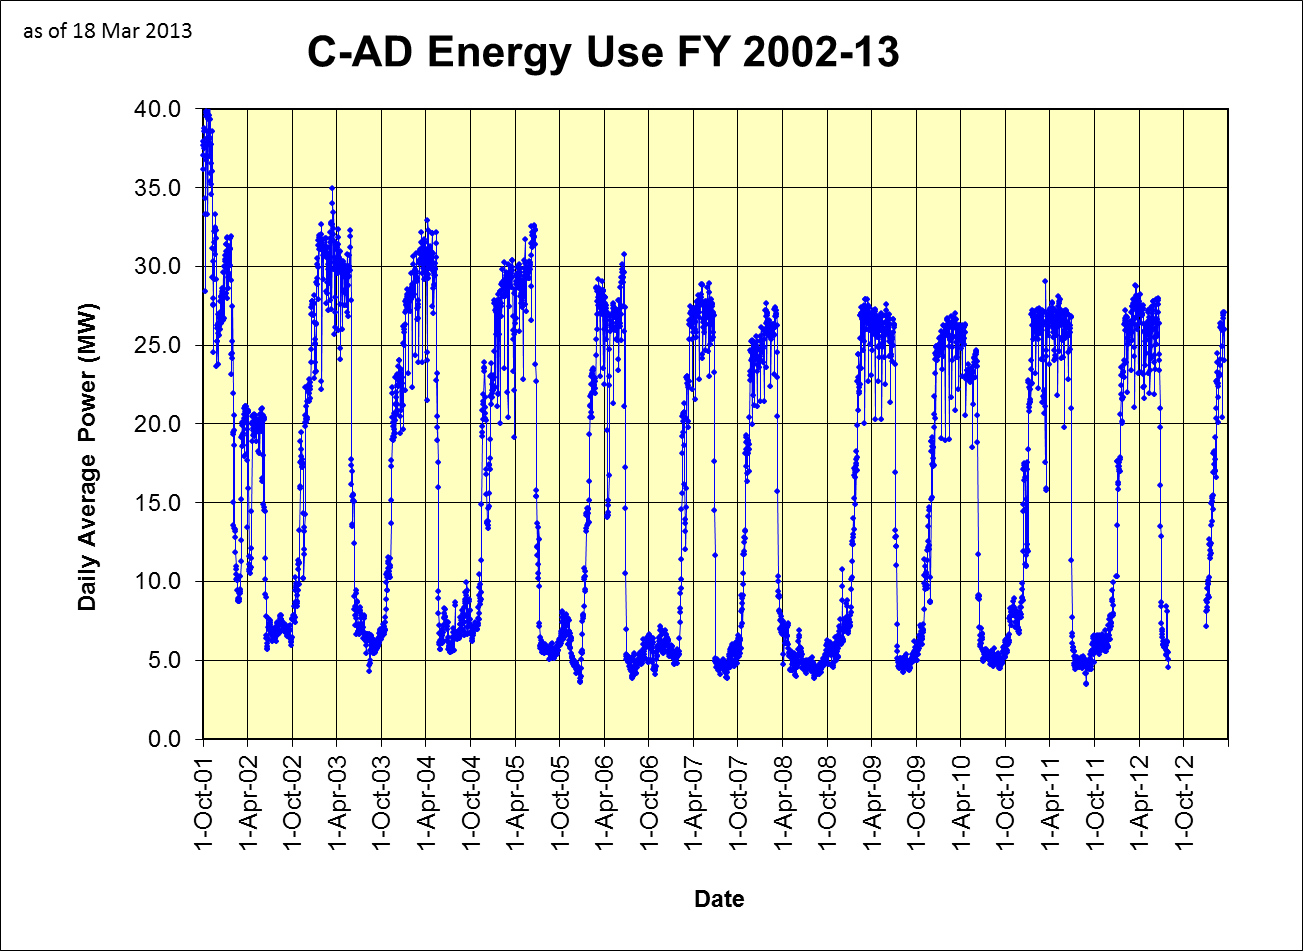 as of 18 Mar 2013
C-AD Energy Use FY 2002-13
Daily Average Power (MW)
40.0
35.0
30.0
25.0
20.0
15.0
10.0
5.0
0.0
1-Oct-01
1-Apr-02
1-Oct-02
1-Apr-03
1-Oct-03
1-Apr-04
1-Oct-04
1-Apr-05
1-Oct-05
1-Apr-06
1-Oct-06
1-Apr-07
1-Oct-07
1-Apr-08
1-Oct-08
1-Apr-09
1-Oct-09
1-Apr-10
1-Oct-10
1-Apr-11
1-Oct-11
1-Apr-12
1-Oct-12
Date